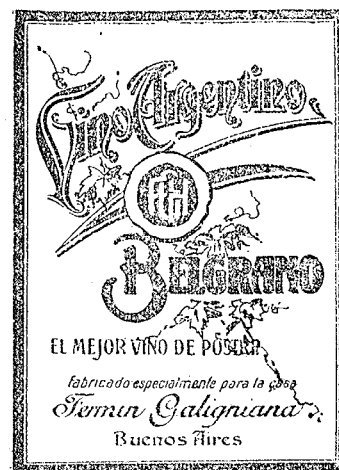 Vino Argentino
BELGRANO
EL MEJOR VINO DE POSTRE
fabricado especialmente para la casa
Fermin Galigniana
Buenos Aires